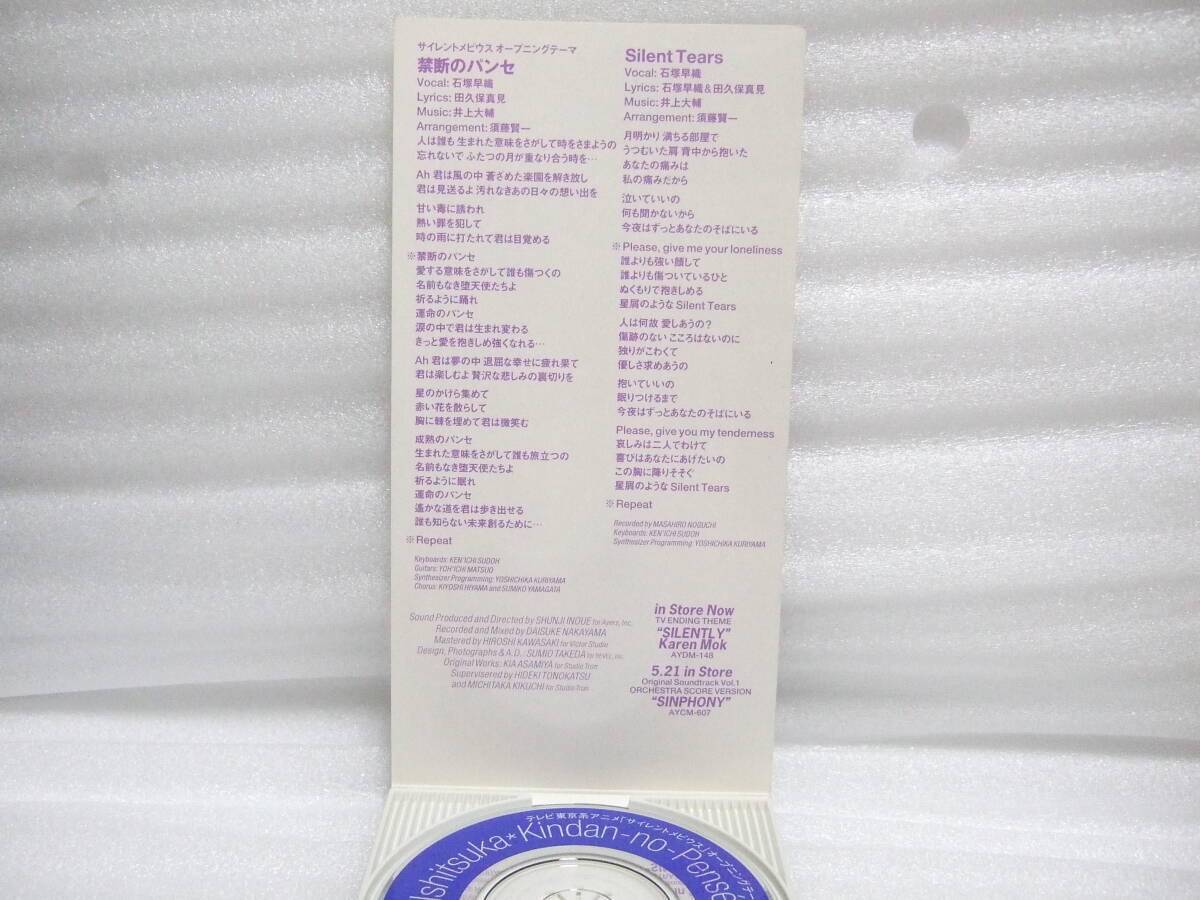 サイレントメビウス オープニングテーマ
禁断のパンセ
Vocal: 石塚早織
Lyrics: 田久保真見
Music: 井上大輔
Arrangement: 須藤賢一
人は誰も 生まれた意味をさがして時をさまようの
忘れないで ふたつの月が重なり合う時を…
Ah 君は風の中 蒼ざめた楽園を解き放し
君は見送るよ 汚れなきあの日々の想い出を
甘い毒に誘われ
熱い罪を犯して
時の雨に打たれて君は目覚める
※禁断のパンセ
愛する意味をさがして誰も傷つくの
名前もなき堕天使たちよ
祈るように踊れ
運命のパンセ
涙の中で君は生まれ変わる
きっと愛を抱きしめ強くなれる…
Ah 君は夢の中 退屈な幸せに疲れ果て
君は楽しむよ 贅沢な悲しみの裏切りを
星のかけら集めて
赤い花を散らして
胸に棘を埋めて君は微笑む
成熟のパンセ
生まれた意味をさがして誰も旅立つの
名前もなき堕天使たちよ
祈るように眠れ
運命のパンセ
遙かな道を君は歩き出せる
誰も知らない未来創るために…
※Repeat
Keyboards: KEN'ICHI SUDOH
Guitars: YOH'ICHI MATSUO
Synthesizer Programming: YOSHICHIKA KURIYAMA
Chorus: KIYOSHI HIYAMA and SUMIKO YAMAGATA
Silent Tears
Vocal: 石塚早織
Lyrics: 石塚早織&田久保真見
Music: 井上大輔
Arrangement: 須藤賢一
月明かり 満ちる部屋で
うつむいた肩 背中から抱いた
あなたの痛みは
私の痛みだから
泣いていいの
何も聞かないから
今夜はずっとあなたのそばにいる
※Please, give me your loneliness
誰よりも強い顔して
誰よりも傷ついているひと
ぬくもりで抱きしめる
星屑のような Silent Tears
人は何故 愛しあうの?
傷跡のない こころはないのに
独りがこわくて
優しさ求めあうの
抱いていいの
眠りつけるまで
今夜はずっとあなたのそばにいる
Please, give you my tenderness
哀しみは二人でわけて
喜びはあなたにあげたいの
この胸に降りそそぐ
星屑のような Silent Tears
※Repeat
Recorded by MASAHIRO NOGUCHI
Keyboards: KEN'ICHI SUDOH
Synthesizer Programming: YOSHICHIKA KURIYAMA
Sound Produced and Directed by SHUNJI INOUE for Ayers, Inc.
Recorded and Mixed by DAISUKE NAKAYAMA
Mastered by HIROSHI KAWASAKI for Victor Studio
Design, Photographs & A.D.: SUMIO TAKEDA for
Original Works: KIA ASAMIYA for Studio Tron
Supervisered by HIDEKI TONOKATSU
and MICHITAKA KIKUCHI for Studio Tron
in Store Now
TV ENDING THEME
"SILENTLY"
Karen Mok
AYDM-148
5.21 in Store
Original Soundtrack Vol.1
ORCHESTRA SCORE VERSION
"SINPHONY"
AYCM-607
テレビ東京系アニメ「サイレントメビウス」オープニングテーマ
Ishitsuka★Kindan-no-Pensé